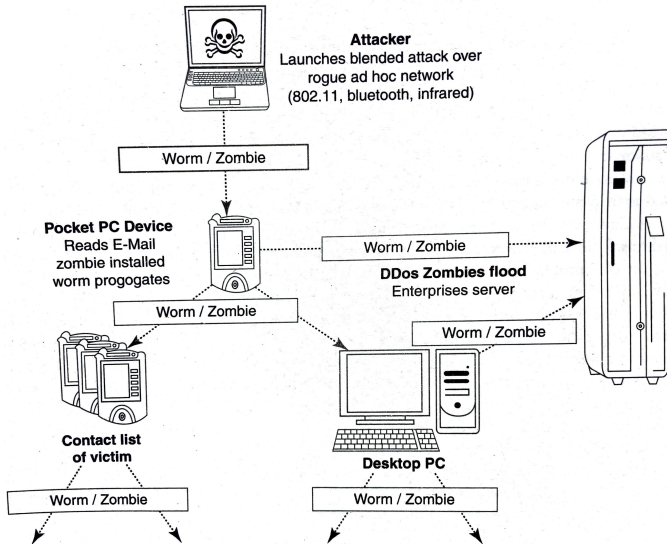 Attacker
Launches blended attack over
rogue ad hoc network
(802.11, bluetooth, infrared)
Worm / Zombie
Pocket PC Device
Reads E-Mail
zombie installed
worm progogates
Worm / Zombie
DDos Zombies flood
Enterprises server
Worm / Zombie
Worm / Zombie
Contact list
of victim
Desktop PC
Worm / Zombie
Worm / Zombie